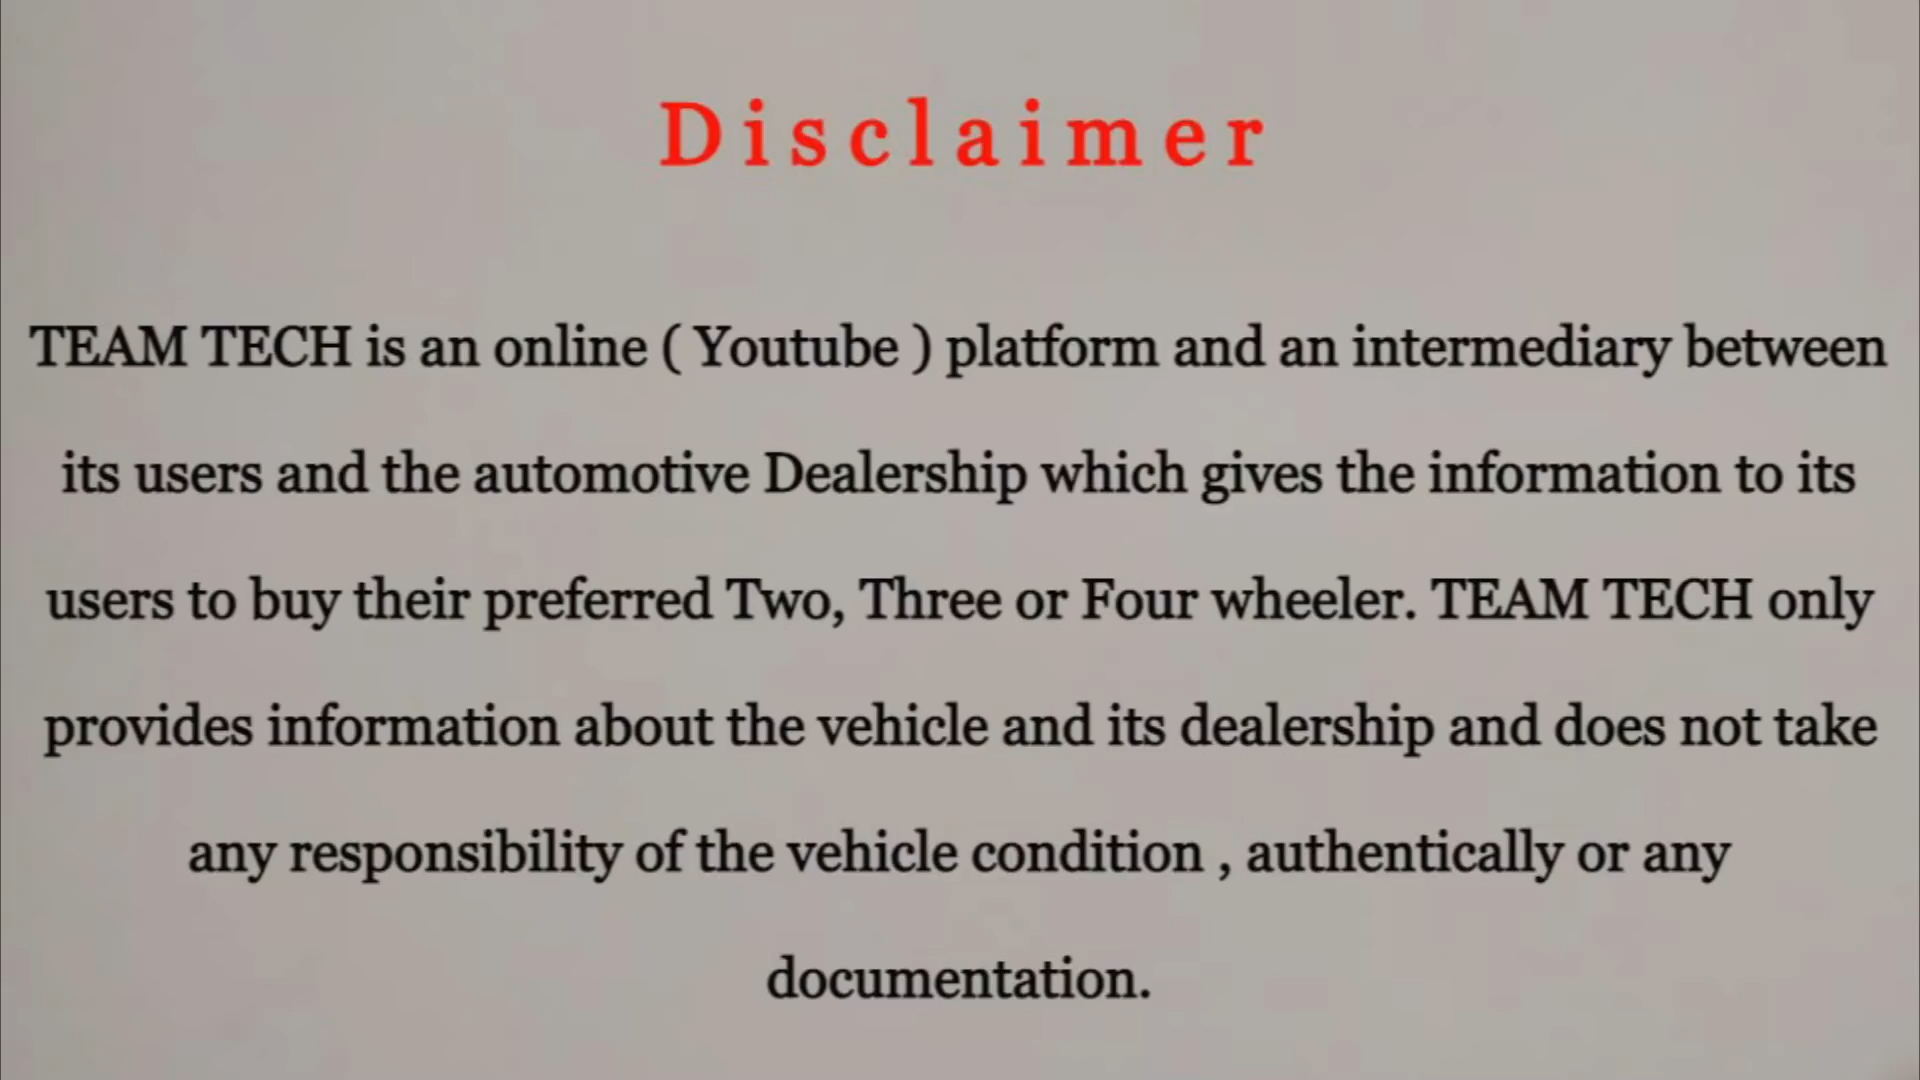 Disclaimer
TEAM TECH is an online ( Youtube ) platform and an intermediary between
its users and the automotive Dealership which gives the information to its
users to buy their preferred Two, Three or Four wheeler. TEAM TECH only
provides information about the vehicle and its dealership and does not take
any responsibility of the vehicle condition , authentically or any
documentation.